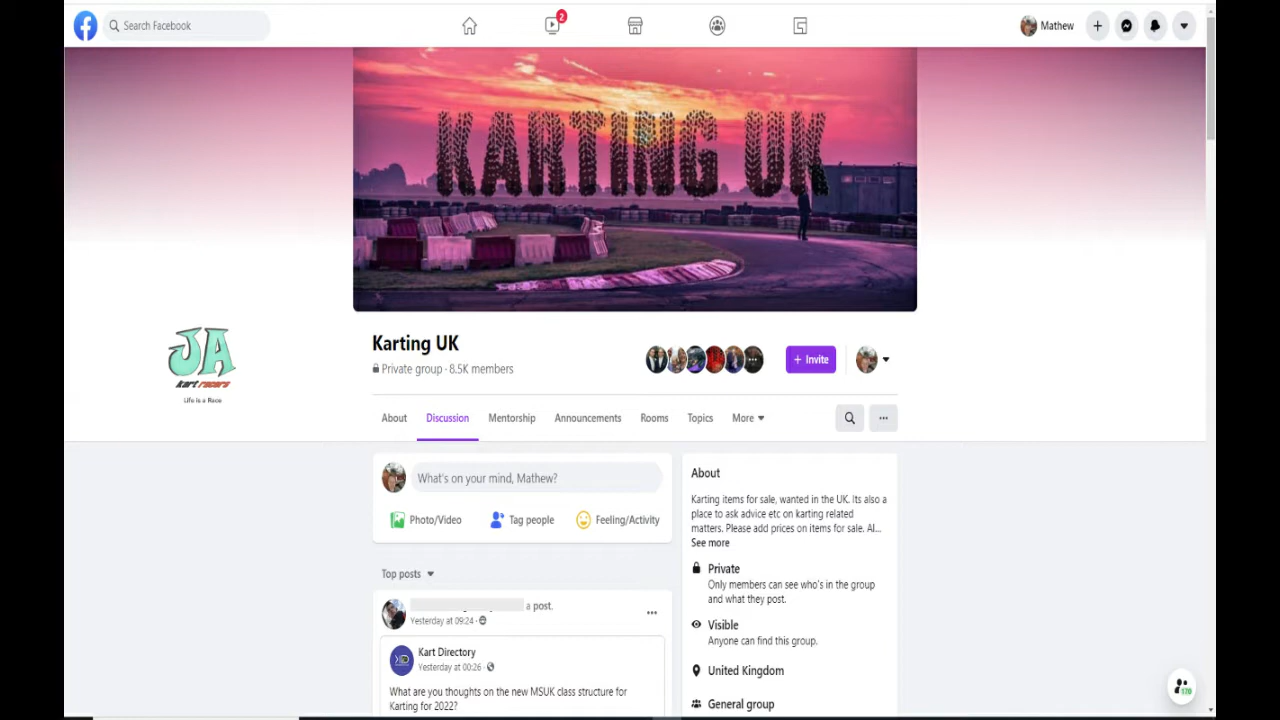 Search Facebook
2
Mathew
KARTING UK
JA
kart racers
Life is a Race
Karting UK
Private group · 8.5K members
+ Invite
About
Discussion
Mentorship
Announcements
Rooms
Topics
More
What's on your mind, Mathew?
Photo/Video
Tag people
Feeling/Activity
Top posts
a post.
Yesterday at 09:24 ·
Kart Directory
Yesterday at 00:26 ·
What are you thoughts on the new MSUK class structure for
Karting for 2022?
About
Karting items for sale, wanted in the UK. Its also a
place to ask advice etc on karting related
matters. Please add prices on items for sale. Al...
See more
Private
Only members can see who's in the group
and what they post.
Visible
Anyone can find this group.
United Kingdom
General group
170